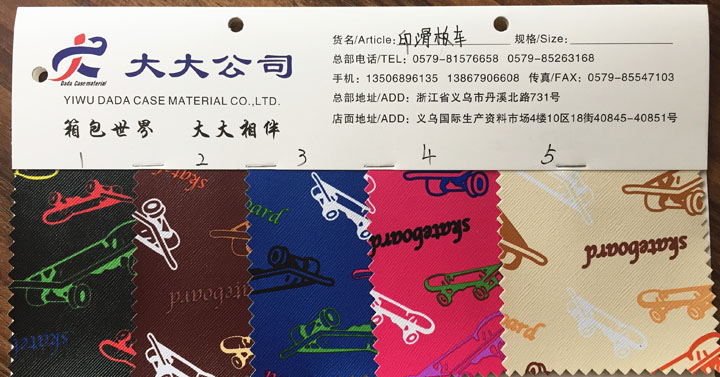 货名/Article: 印滑板车 规格/Size:
大大公司
总部电话/TEL: 0579-81576658 0579-85263168
Dada Case material
手机: 13506896135 13867906608 传真/FAX: 0579-85547103
YIWU DADA CASE MATERIAL CO.,LTD.
总部地址/ADD: 浙江省义乌市丹溪北路731号
箱包世界 大大相伴
店面地址/ADD: 义乌国际生产资料市场4楼10区18街40845-40851号
1 2 3 4 5
skat
skateboard
skateboard
skateboard
eboard
skatel